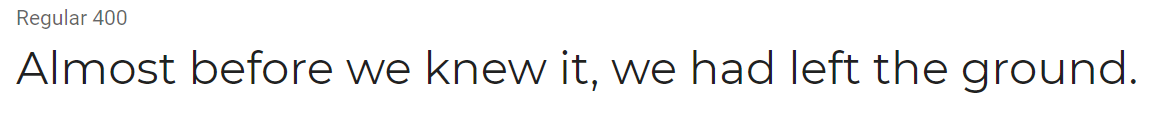 Regular 400
Almost before we knew it, we had left the ground.